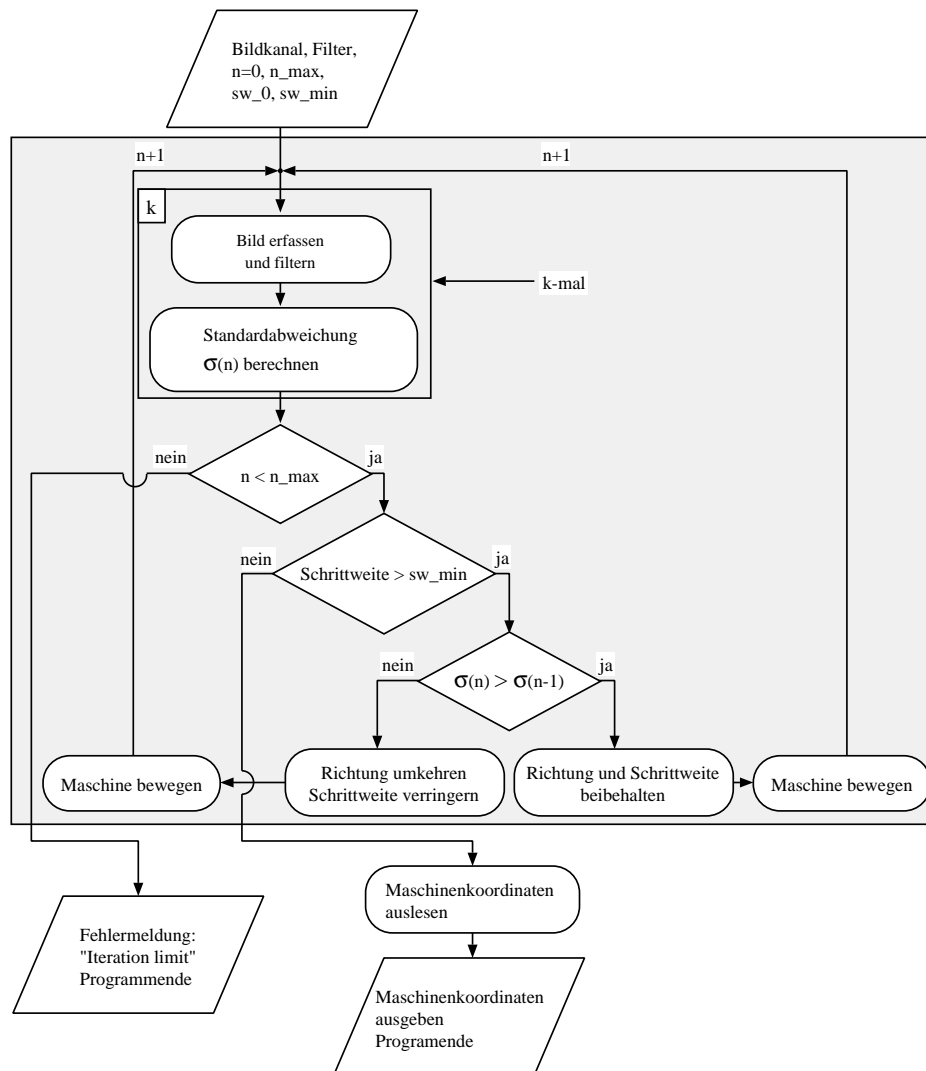 Bildkanal, Filter,
n=0, n_max,
sw_0, sw_min
n+1
n+1
k
Bild erfassen
und filtern
k-mal
Standardabweichung
σ(n) berechnen
nein
ja
n < n_max
nein
ja
Schrittweite > sw_min
nein
ja
σ(n) > σ(n-1)
Maschine bewegen
Richtung umkehren
Schrittweite verringern
Richtung und Schrittweite
beibehalten
Maschine bewegen
Maschinenkoordinaten
auslesen
Fehlermeldung:
"Iteration limit"
Programmende
Maschinenkoordinaten
ausgeben
Programende